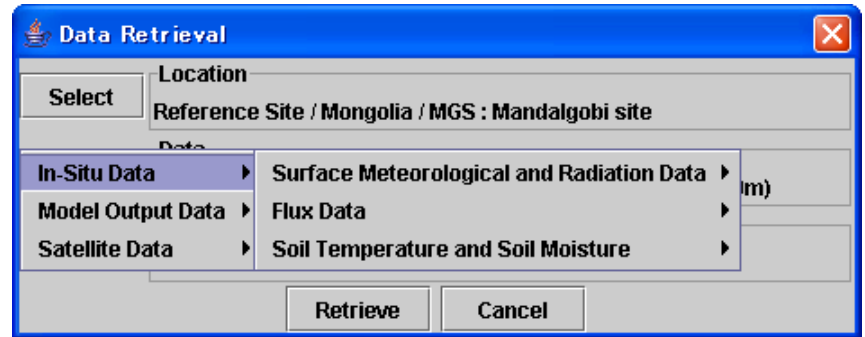 Data Retrieval
Select
Location
Reference Site / Mongolia / MGS : Mandalgobi site
Data
In-Situ Data
Surface Meteorological and Radiation Data
m)
Model Output Data
Flux Data
Satellite Data
Soil Temperature and Soil Moisture
Retrieve
Cancel